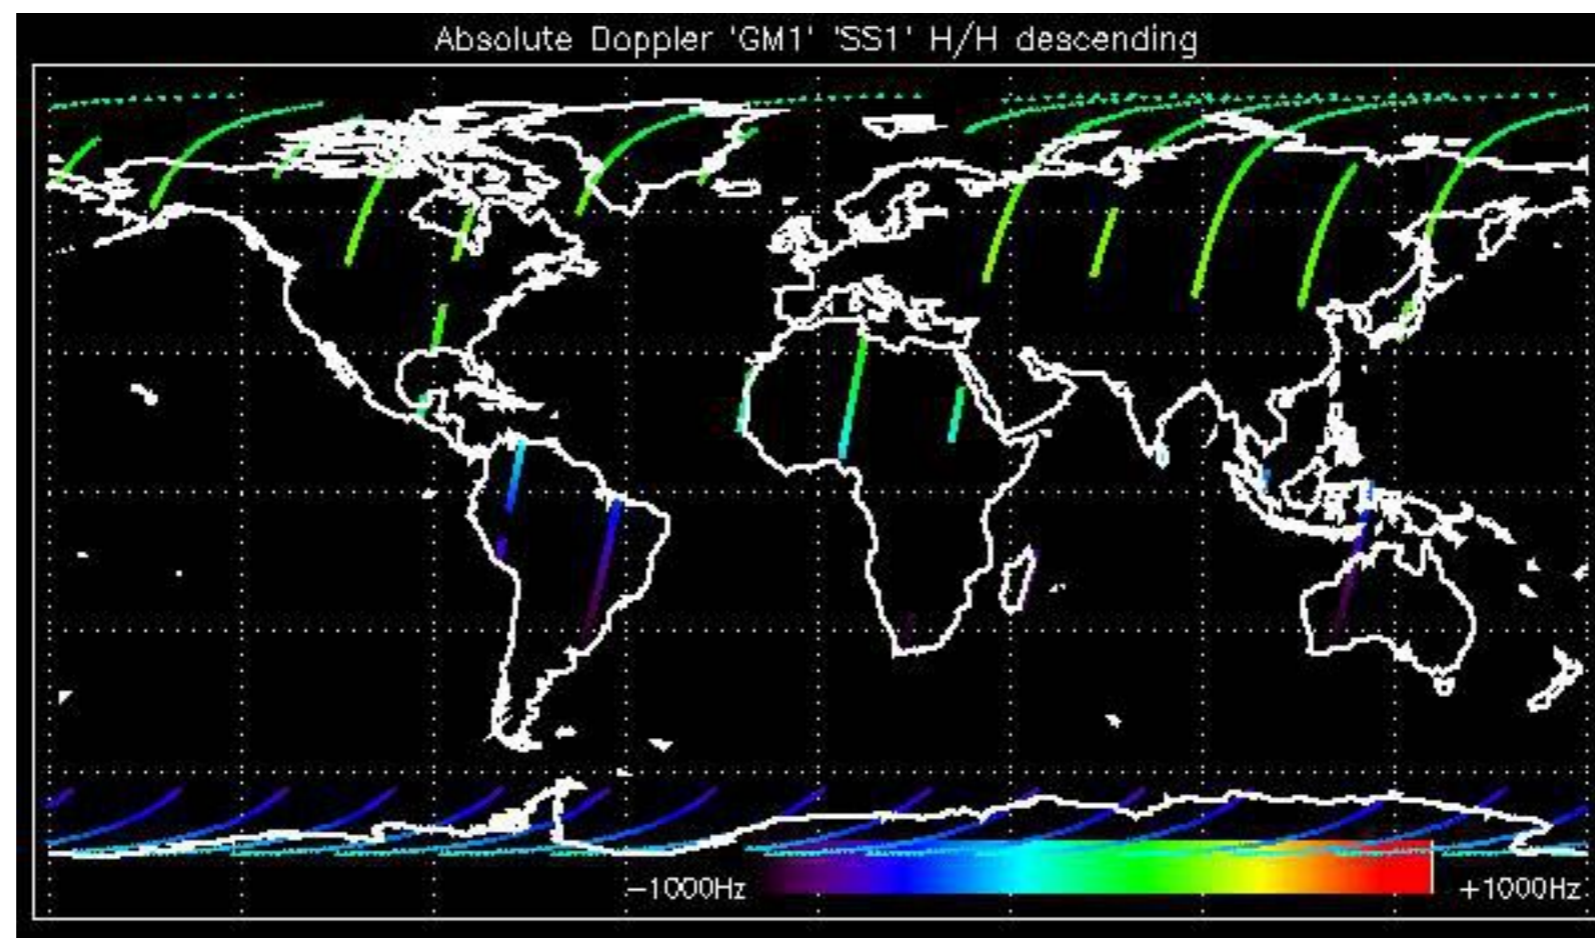 Absolute Doppler 'GM1' 'SS1' H/H descending
-1000Hz
+1000Hz